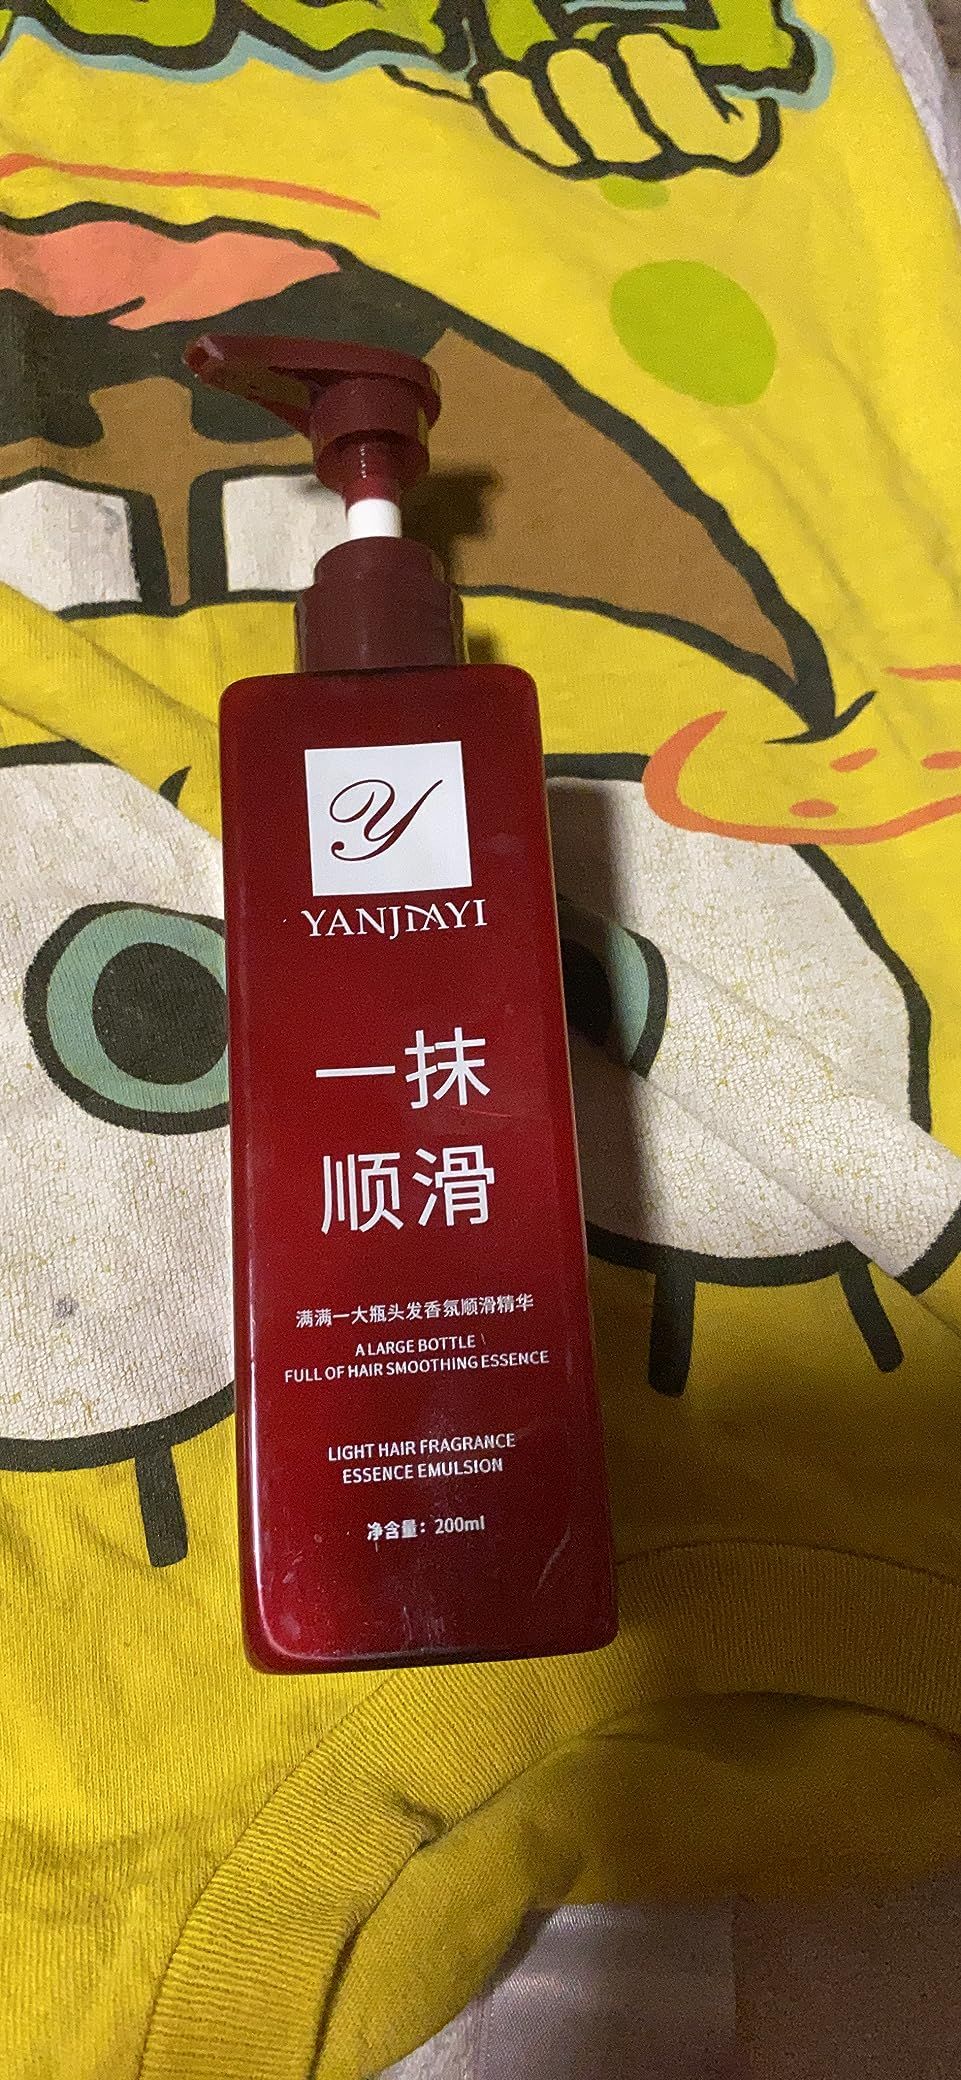 Y
YANJIAYI
一抹
顺滑
满满一大瓶头发香氛顺滑精华
A LARGE BOTTLE
FULL OF HAIR SMOOTHING ESSENCE
LIGHT HAIR FRAGRANCE
ESSENCE EMULSION
净含量：200ml